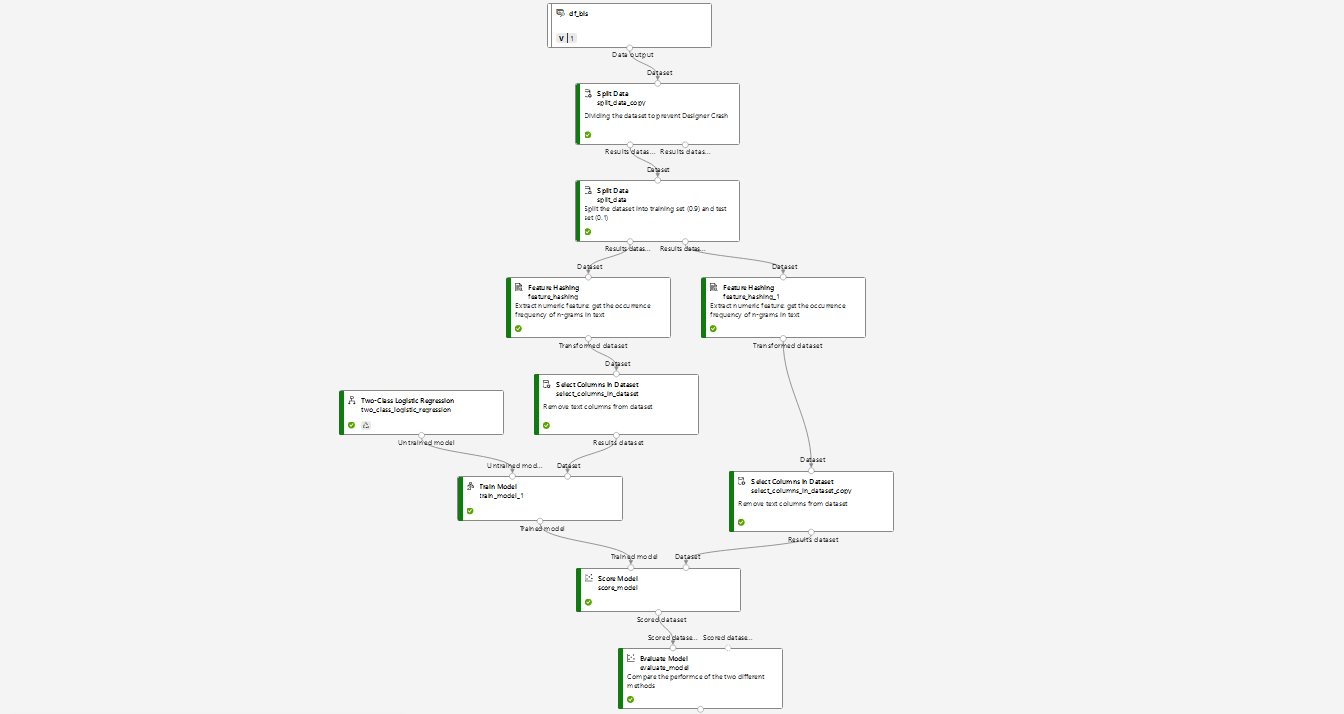 df_bls
V | 1
Data output
Dataset
Split Data
split_data_copy
Dividing the dataset to prevent Designer Crash
Results datas... Results datas...
Dataset
Split Data
split_data
Split the dataset into training set (0.9) and test
set (0.1)
Results datas... Results datas...
Dataset Dataset
Feature Hashing
feature_hashing
Extract numeric feature: get the occurrence
frequency of n-grams in text
Feature Hashing
feature_hashing_1
Extract numeric feature: get the occurrence
frequency of n-grams in text
Transformed dataset Transformed dataset
Dataset
Select Columns in Dataset
select_columns_in_dataset
Remove text columns from dataset
Two-Class Logistic Regression
two_class_logistic_regression
Untrained model Results dataset
Untrained mod... Dataset
Dataset
Train Model
train_model_1
Select Columns in Dataset
select_columns_in_dataset_copy
Remove text columns from dataset
Trained model
Results dataset
Trained model Dataset
Score Model
score_model
Scored dataset
Scored datase... Scored datase...
Evaluate Model
evaluate_model
Compare the performce of the two different
methods